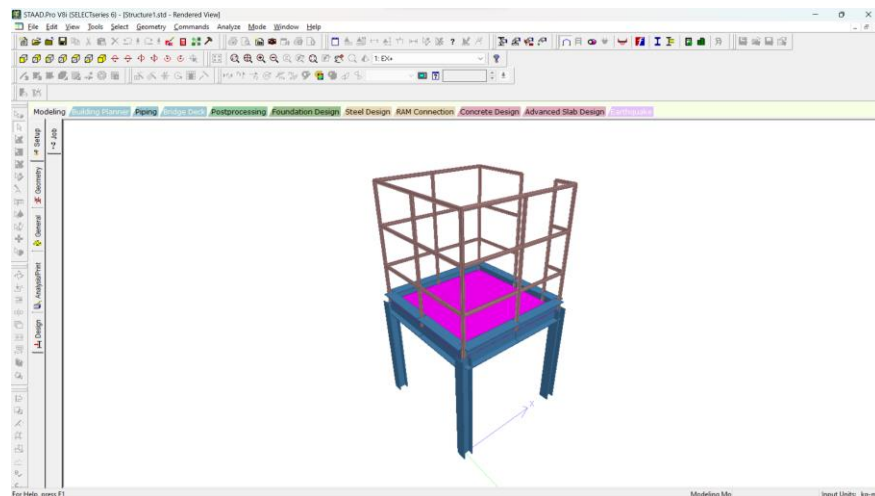 STAAD.Pro V8i (SELECTseries 6) - [Structure1.std - Rendered View]
File Edit View Tools Select Geometry Commands Analyze Mode Window Help
1: EX+
Modeling Building Planner Piping Bridge Deck Postprocessing Foundation Design Steel Design RAM Connection Concrete Design Advanced Slab Design Earthquake
Setup
Job
Geometry
General
Analysis/Print
Design
X
For Help, press F1
Modeling Mo
Input Units: kg-m